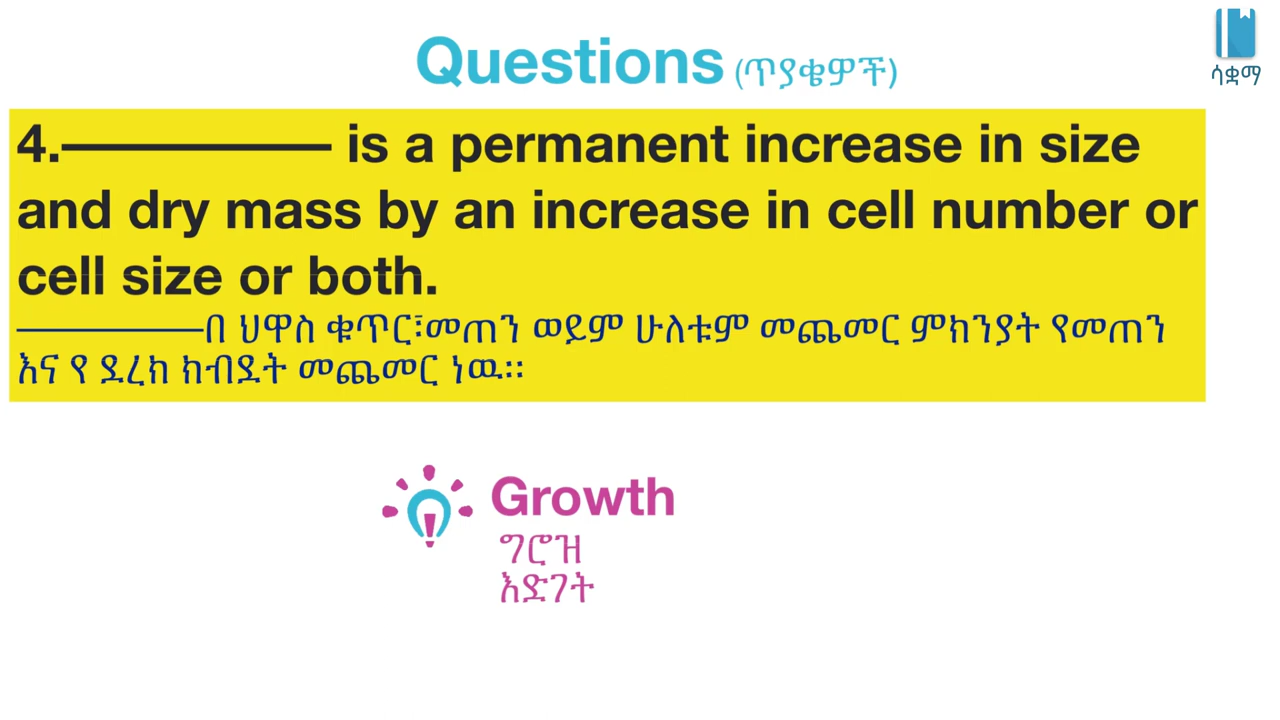 Questions (ጥያቄዎች)
ሳቋማ
4.————— is a permanent increase in size
and dry mass by an increase in cell number or
cell size or both.
—————በ ህዋስ ቁጥር፣መጠን ወይም ሁለቱም መጨመር ምክንያት የመጠን
እና የ ደረክ ክብደት መጨመር ነዉ።
Growth
ግሮዝ
እድገት